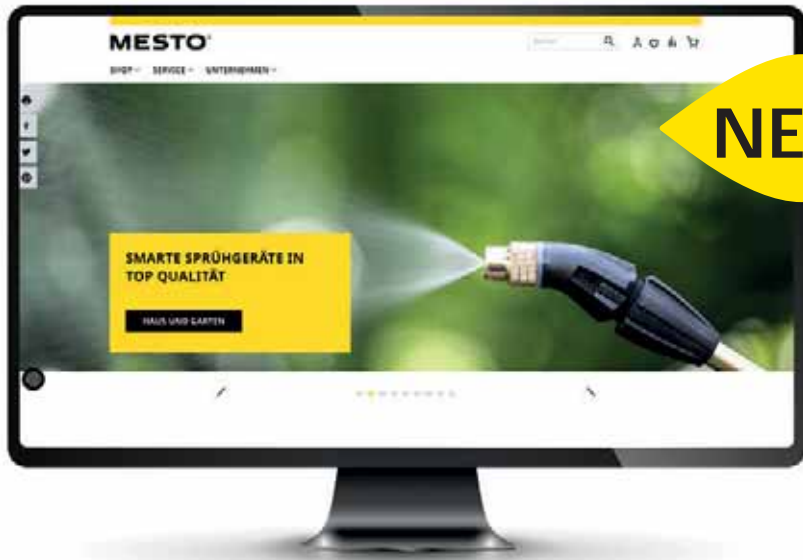 MESTO®
SHOP SERVICE UNTERNEHMEN
NE
SMARTE SPRÜHGERÄTE IN
TOP QUALITÄT
HAUS UND GARTEN